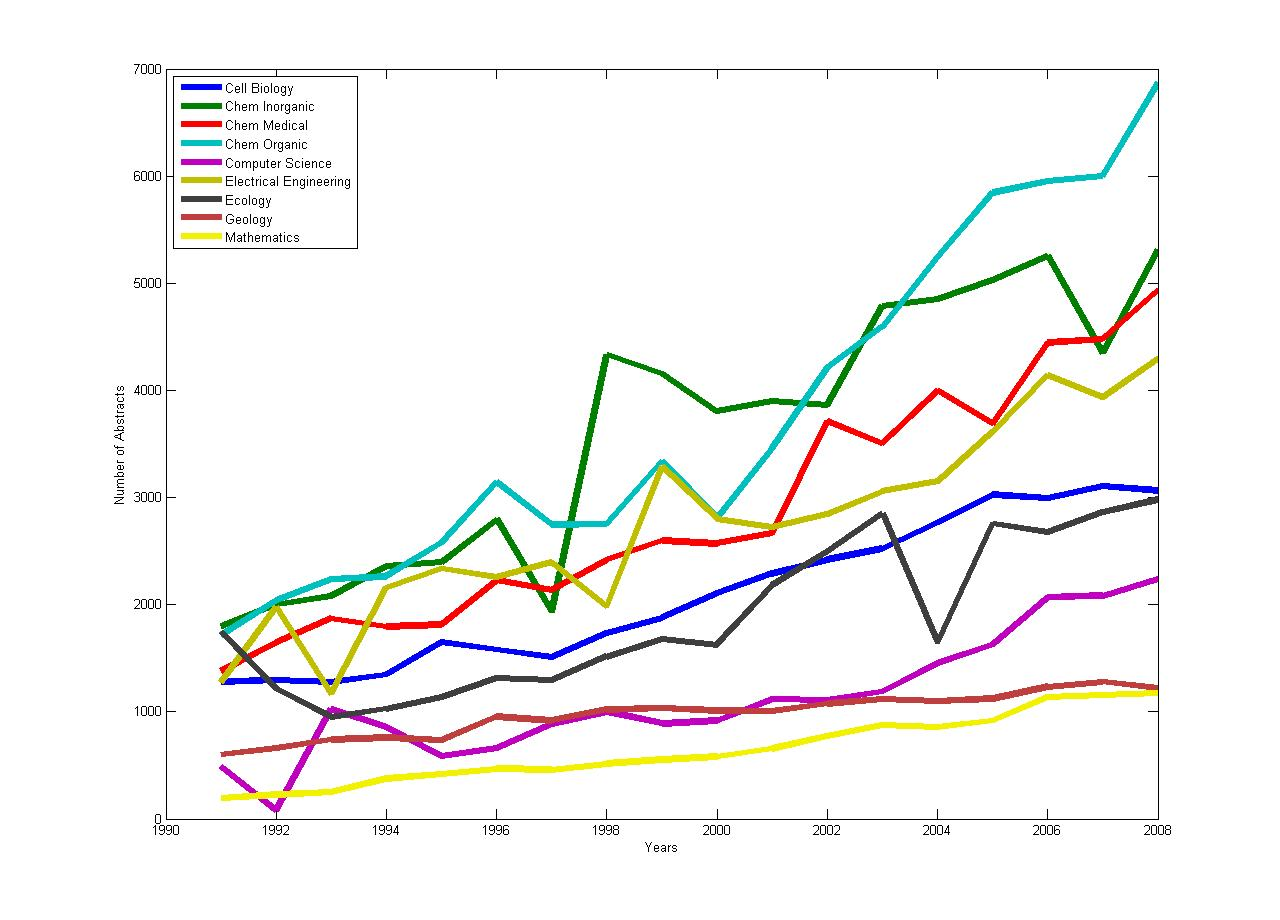 7000
6000
5000
4000
3000
2000
1000
0
Number of Abstracts
Cell Biology
Chem Inorganic
Chem Medical
Chem Organic
Computer Science
Electrical Engineering
Ecology
Geology
Mathematics
1990 1992 1994 1996 1998 2000 2002 2004 2006 2008
Years